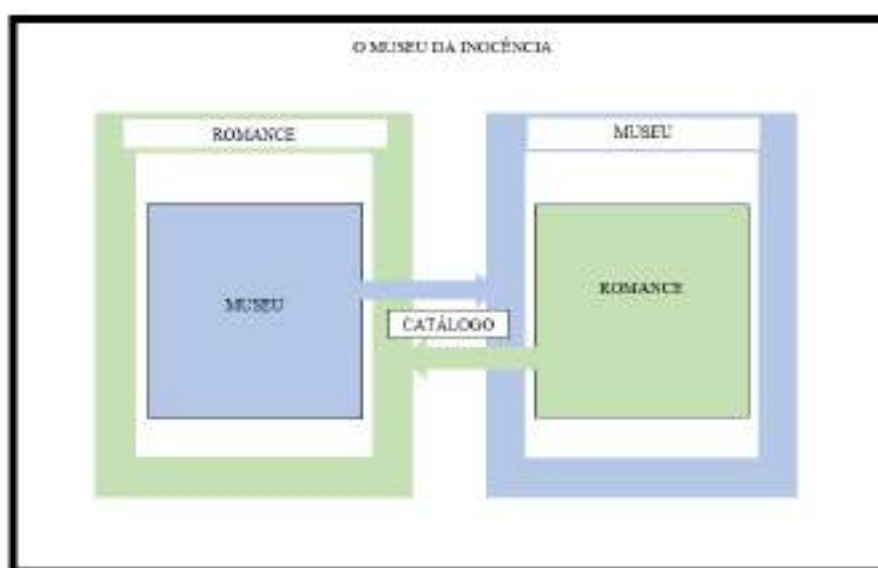 O MUSEU DA INOCÊNCIA
ROMANCE
MUSEU
MUSEU
ROMANCE
CATÁLOGO